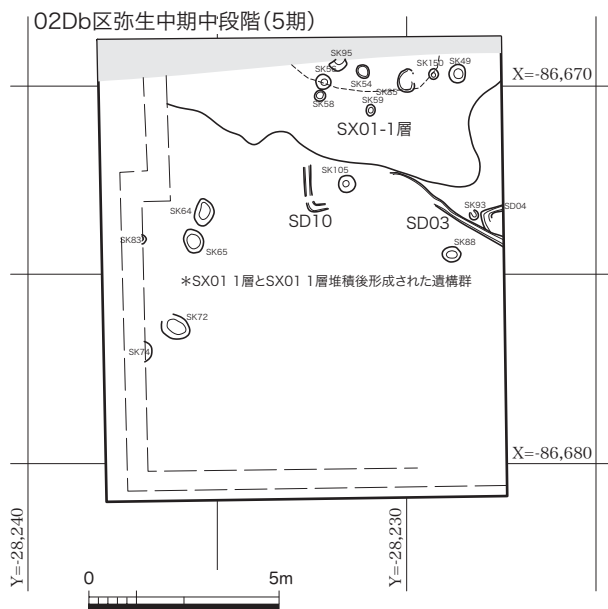 02Db区弥生中期中段階(5期)
SK95
SK56
SK54
SK150
SK49
X=-86,670
SK85
SK58
SK59
SX01-1層
SK105
SK64
SK93
SD04
SD10
SD03
SK83
SK65
SK88
*SX01 1層とSX01 1層堆積後形成された遺構群
SK72
SK74
X=-86,680
Y=-28,240
Y=-28,230
0
5m